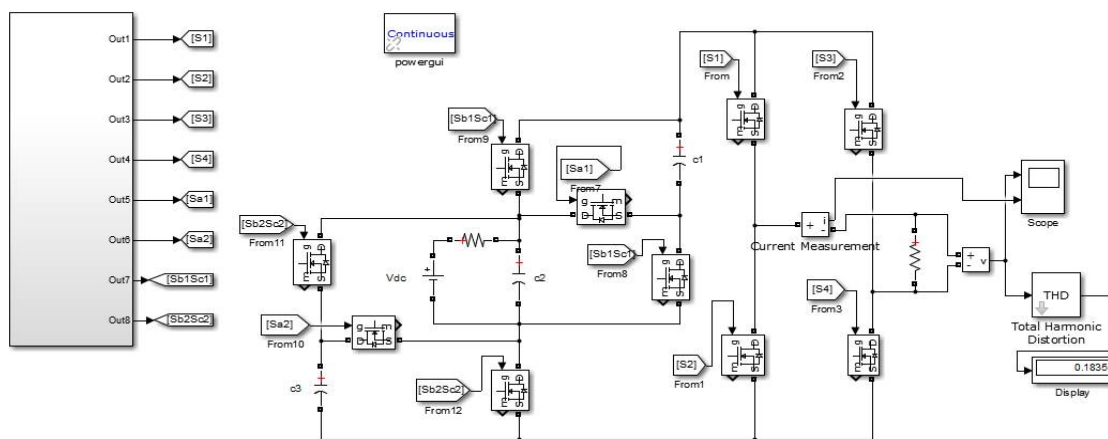 Out1
[S1]
Out2
[S2]
Out3
[S3]
Out4
[S4]
Out5
[Sa1]
Out6
[Sa2]
Out7
[Sb1Sc1]
Out8
[Sb2Sc2]
Continuous
powergui
[Sb1Sc1]
From9
g
D
m
S
c1
[Sa1]
From7
g
m
D
S
[Sb2Sc2]
From11
g
D
m
S
Vdc
+
c2
[Sb1Sc1]
From8
g
D
m
S
[Sa2]
From10
g
m
D
S
c3
[Sb2Sc2]
From12
g
D
m
S
[S1]
From
g
D
m
S
[S3]
From2
g
D
m
S
+
i
-
Current Measurement
+
-
v
Scope
[S4]
From3
g
D
m
S
[S2]
From1
g
D
m
S
THD
Total Harmonic
Distortion
0.1835
Display